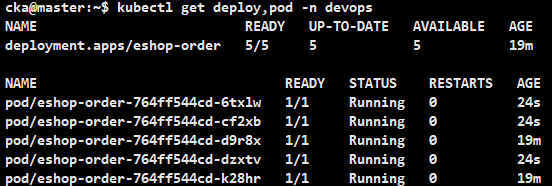 cka@master:~$ kubectl get deploy,pod -n devops
NAME READY UP-TO-DATE AVAILABLE AGE
deployment.apps/eshop-order 5/5 5 5 19m
NAME READY STATUS RESTARTS AGE
pod/eshop-order-764ff544cd-6txlw 1/1 Running 0 24s
pod/eshop-order-764ff544cd-cf2xb 1/1 Running 0 24s
pod/eshop-order-764ff544cd-d9r8x 1/1 Running 0 19m
pod/eshop-order-764ff544cd-dzxtv 1/1 Running 0 24s
pod/eshop-order-764ff544cd-k28hr 1/1 Running 0 19m